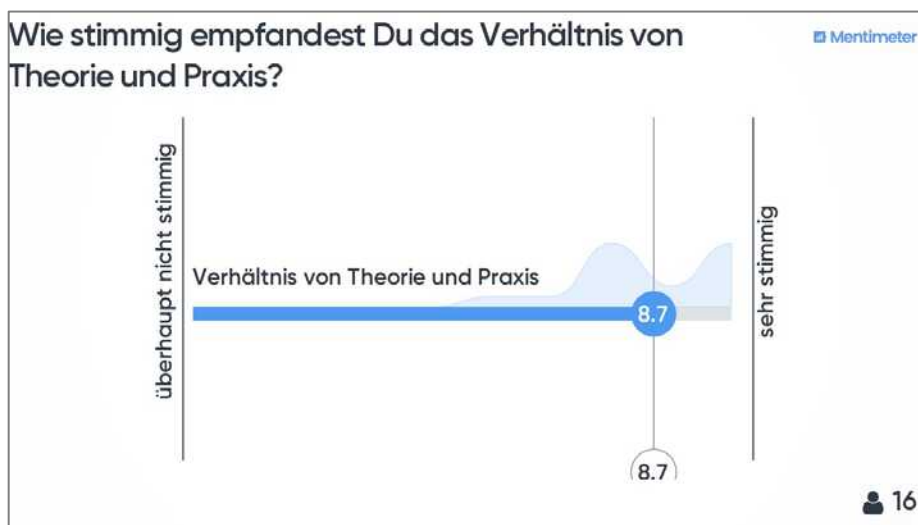 Wie stimmig empfandest Du das Verhältnis von
Theorie und Praxis?
Mentimeter
überhaupt nicht stimmig
Verhältnis von Theorie und Praxis
8.7
sehr stimmig
8.7
16